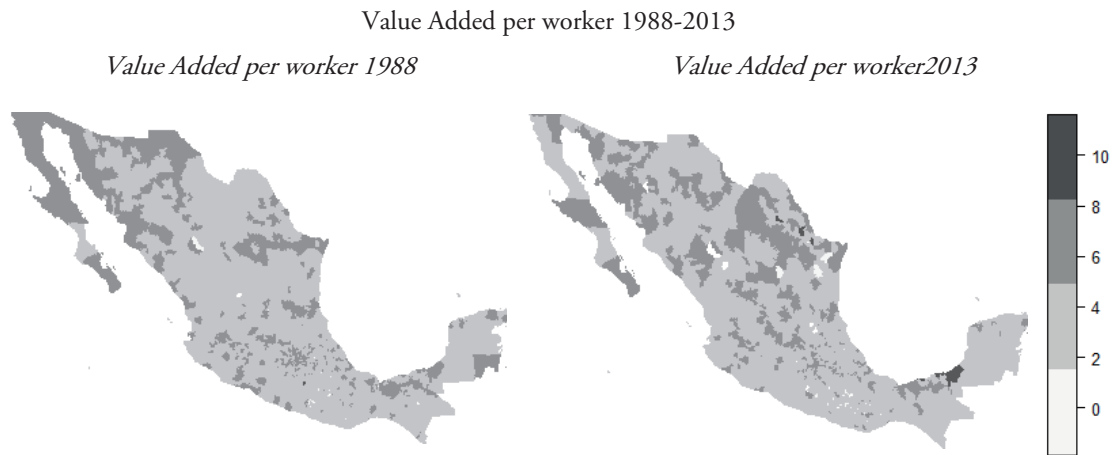 Value Added per worker 1988-2013
Value Added per worker 1988
Value Added per worker2013
10
8
6
4
2
0